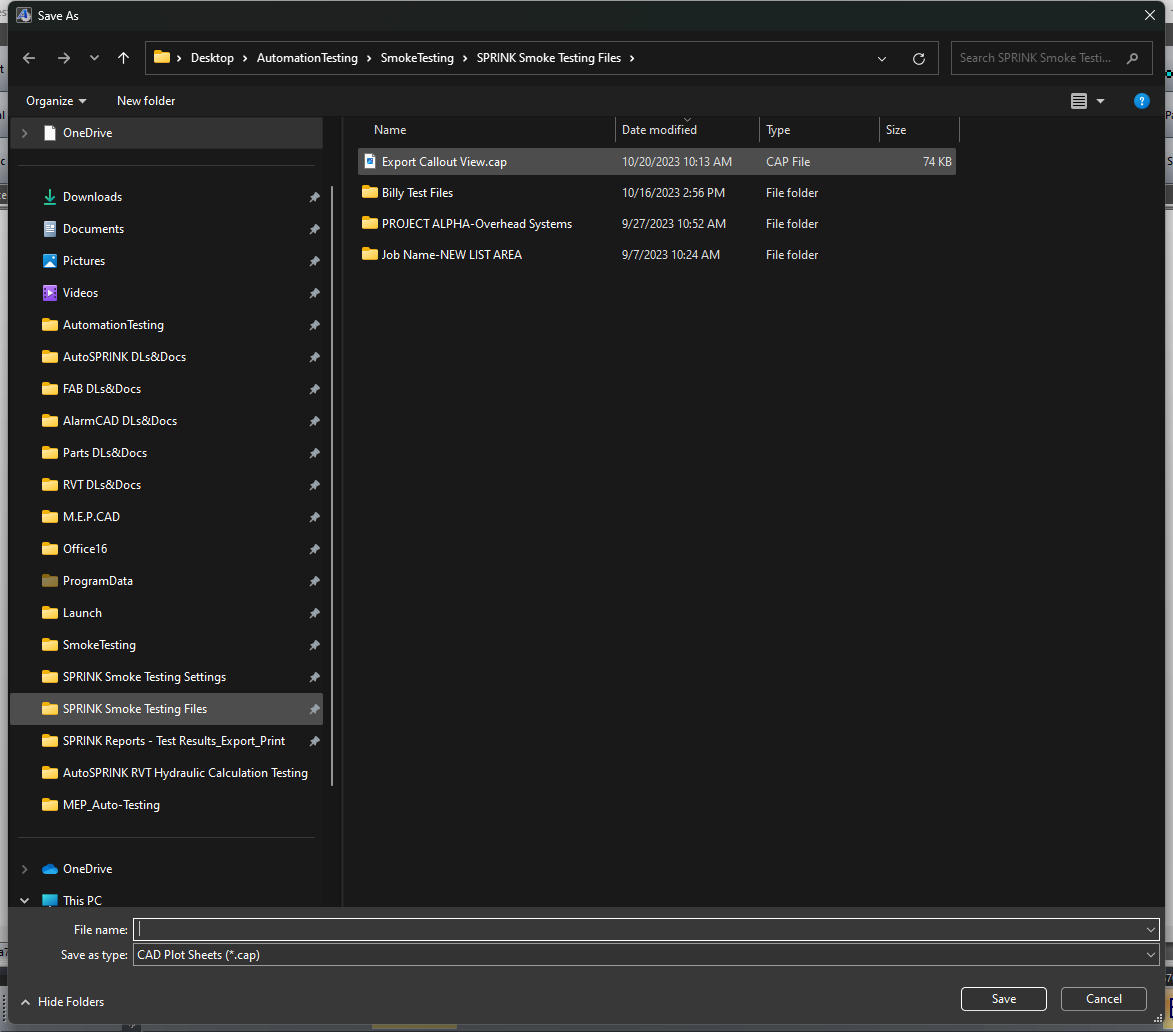 Save As
Desktop > AutomationTesting > SmokeTesting > SPRINK Smoke Testing Files >
Search SPRINK Smoke Testi...
Organize
New folder
?
OneDrive
Downloads
Documents
Pictures
Videos
AutomationTesting
AutoSPRINK DLs&Docs
FAB DLs&Docs
AlarmCAD DLs&Docs
Parts DLs&Docs
RVT DLs&Docs
M.E.P.CAD
Office16
ProgramData
Launch
SmokeTesting
SPRINK Smoke Testing Settings
SPRINK Smoke Testing Files
SPRINK Reports - Test Results_Export_Print
AutoSPRINK RVT Hydraulic Calculation Testing
MEP_Auto-Testing
OneDrive
This PC
Name Date modified Type Size
Export Callout View.cap 10/20/2023 10:13 AM CAP File 74 KB
Billy Test Files 10/16/2023 2:56 PM File folder
PROJECT ALPHA-Overhead Systems 9/27/2023 10:52 AM File folder
Job Name-NEW LIST AREA 9/7/2023 10:24 AM File folder
File name:
Save as type: CAD Plot Sheets (*.cap)
Hide Folders
Save
Cancel